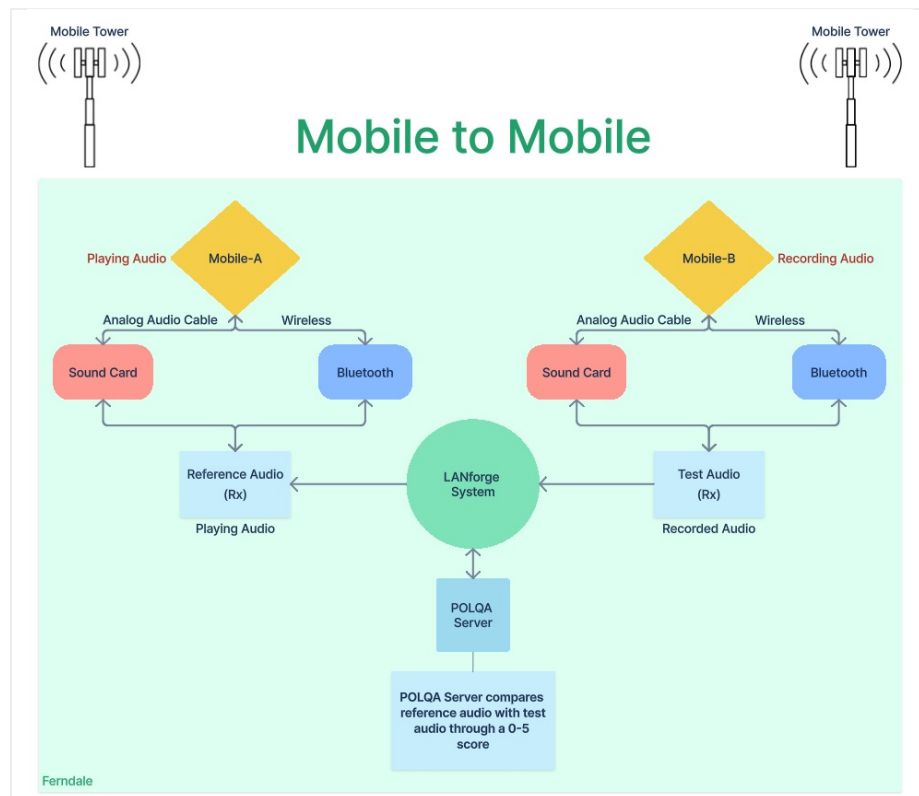 Mobile Tower
Mobile Tower
Mobile to Mobile
Playing Audio
Mobile-A
Mobile-B
Recording Audio
Analog Audio Cable
Wireless
Analog Audio Cable
Wireless
Sound Card
Bluetooth
Sound Card
Bluetooth
Reference Audio
(Rx)
Playing Audio
LANforge
System
Test Audio
(Rx)
Recorded Audio
POLQA
Server
POLQA Server compares
reference audio with test
audio through a 0-5
score
Ferndale